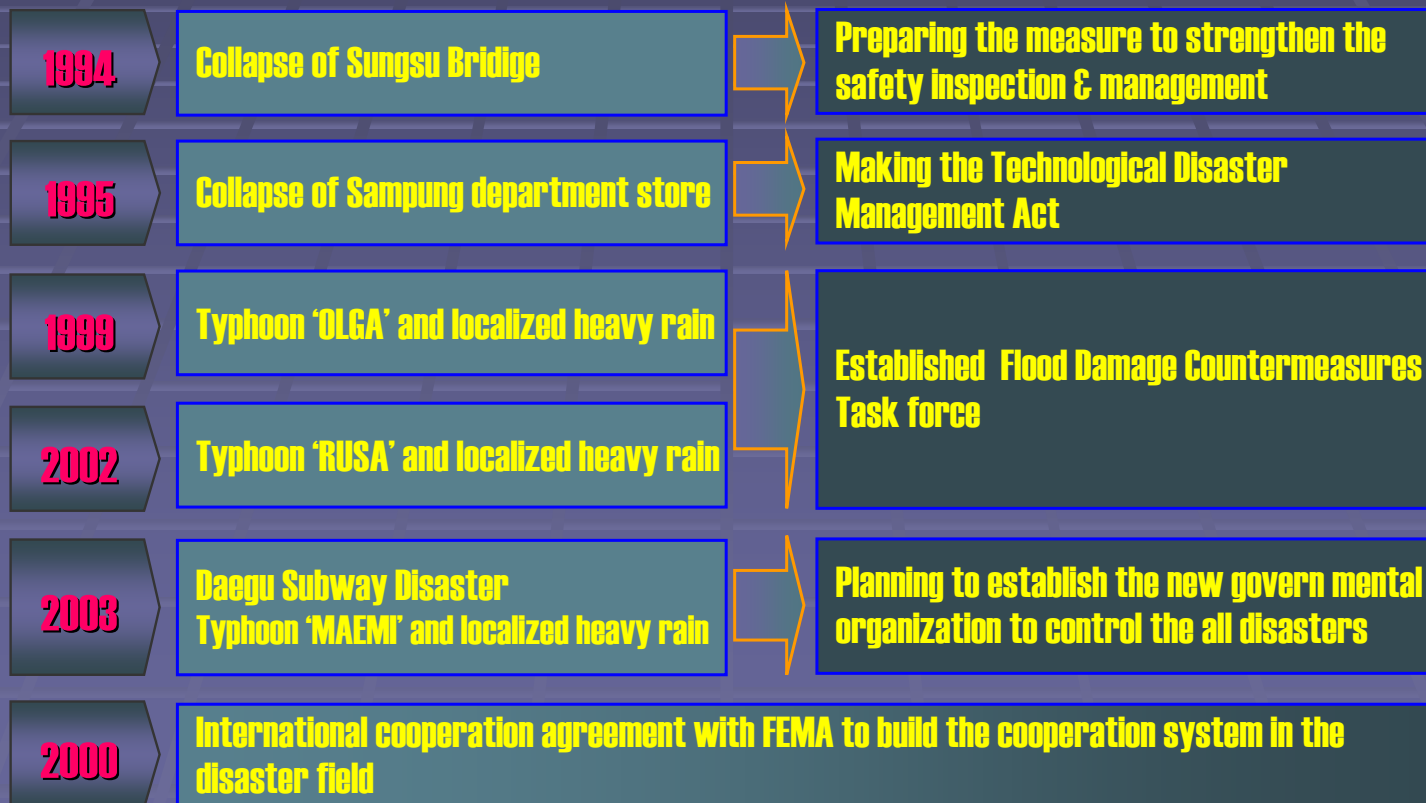 1994
Collapse of Sungsu Bridige
Preparing the measure to strengthen the
safety inspection & management
1995
Collapse of Sampung department store
Making the Technological Disaster
Management Act
1999
Typhoon ‘OLGA’ and localized heavy rain
2002
Typhoon ‘RUSA’ and localized heavy rain
Established Flood Damage Countermeasures
Task force
2003
Daegu Subway Disaster
Typhoon ‘MAEMI’ and localized heavy rain
Planning to establish the new govern mental
organization to control the all disasters
2000
International cooperation agreement with FEMA to build the cooperation system in the
disaster field